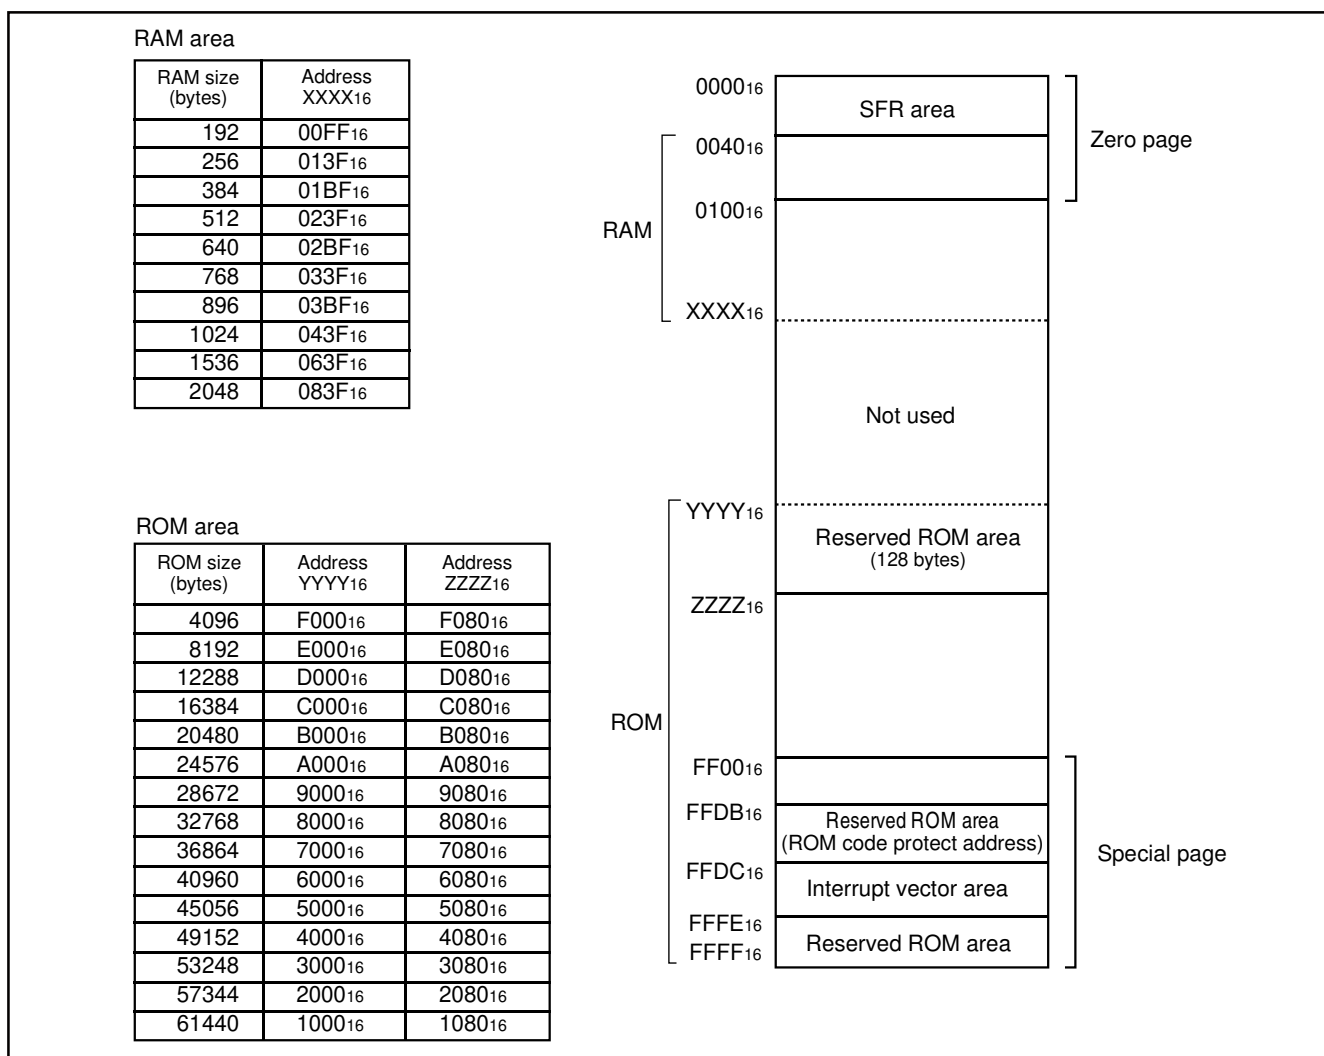 RAM area
RAM size (bytes) Address XXXX16
192 00FF16
256 013F16
384 01BF16
512 023F16
640 02BF16
768 033F16
896 03BF16
1024 043F16
1536 063F16
2048 083F16
ROM area
ROM size (bytes) Address YYYY16 Address ZZZZ16
4096 F00016 F08016
8192 E00016 E08016
12288 D00016 D08016
16384 C00016 C08016
20480 B00016 B08016
24576 A00016 A08016
28672 900016 908016
32768 800016 808016
36864 700016 708016
40960 600016 608016
45056 500016 508016
49152 400016 408016
53248 300016 308016
57344 200016 208016
61440 100016 108016
000016
SFR area
Zero page
004016
010016
RAM
XXXX16
Not used
YYYY16
Reserved ROM area
(128 bytes)
ZZZZ16
ROM
FF0016
FFDB16
Reserved ROM area
(ROM code protect address)
Special page
FFDC16
Interrupt vector area
FFFE16
Reserved ROM area
FFFF16